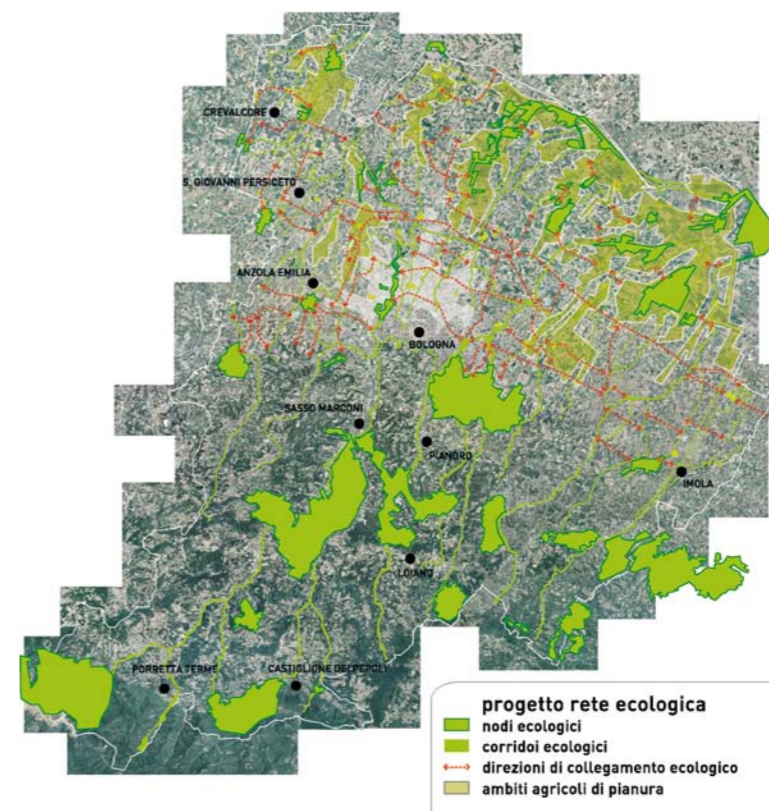 CREVALCORE
S. GIOVANNI PERSICETO
ANZOLA EMILIA
BOLOGNA
SASSO MARCONI
PIANORO
IMOLA
LOIANO
PORRETTA TERME
CASTIGLIONE DEI PEPOLI
progetto rete ecologica
nodi ecologici
corridoi ecologici
direzioni di collegamento ecologico
ambiti agricoli di pianura